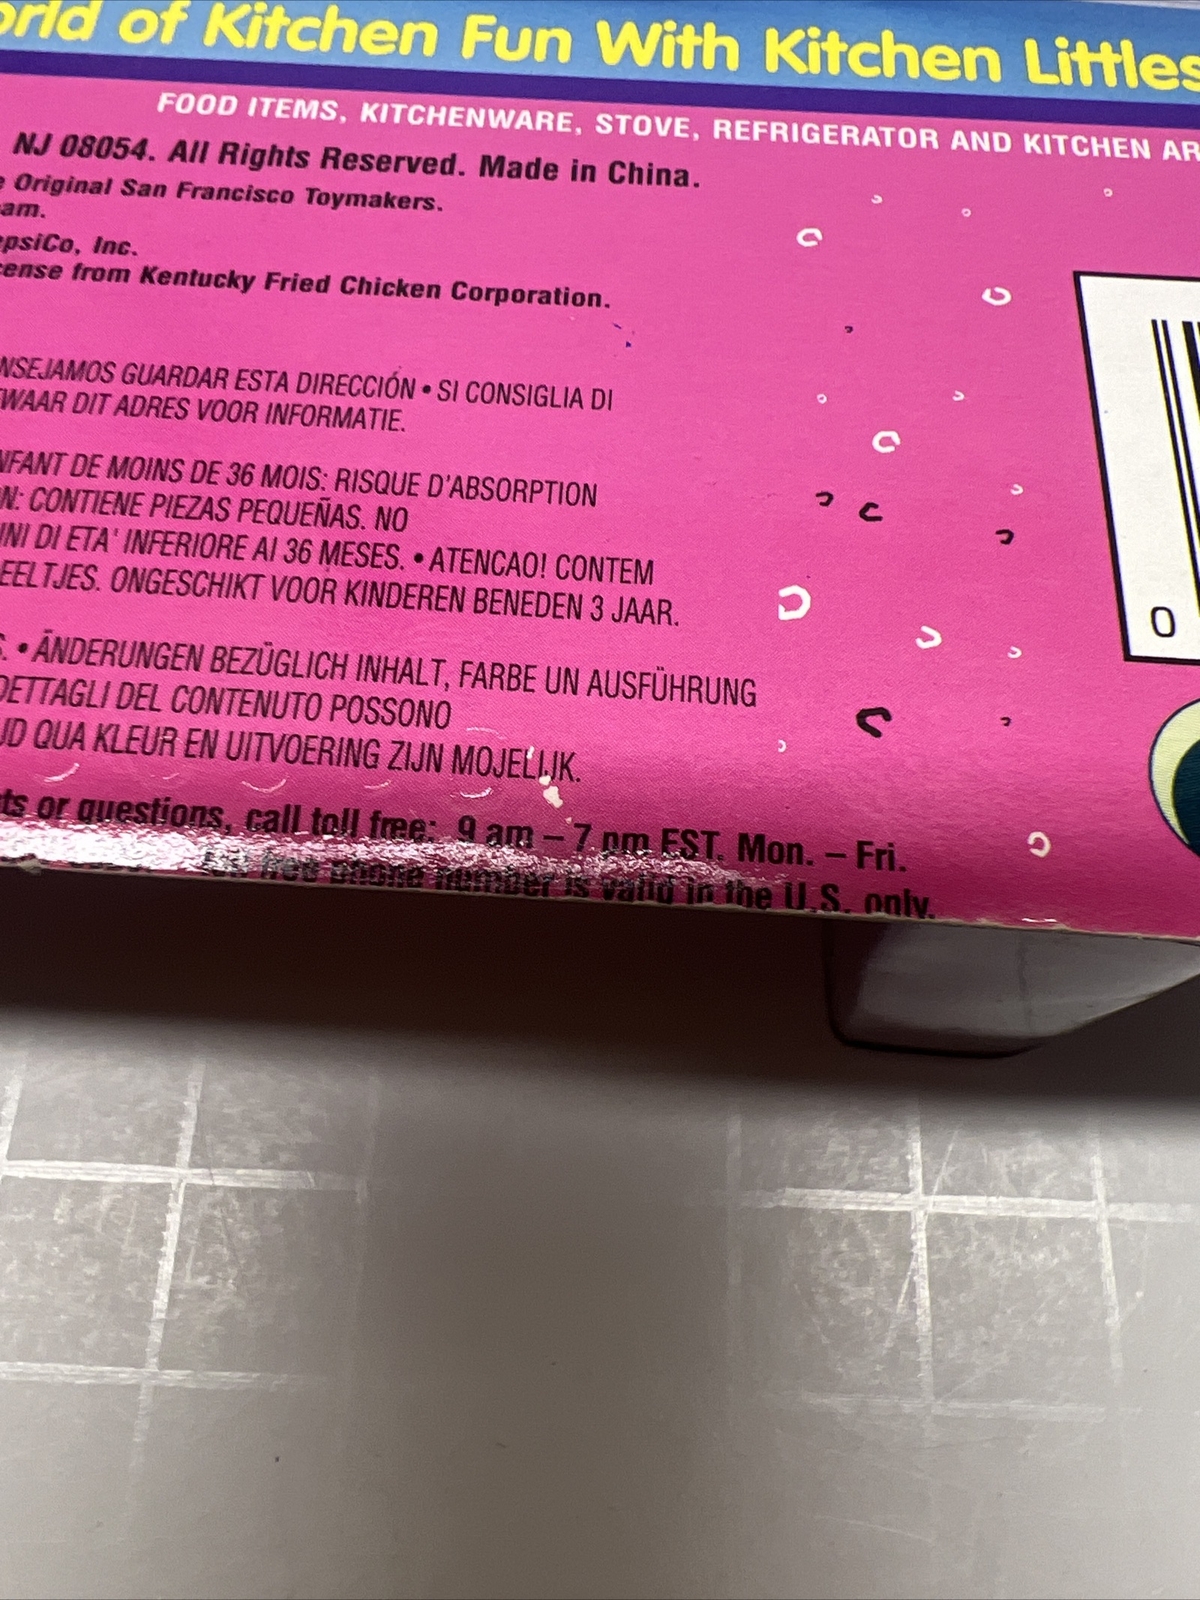 orld of Kitchen Fun With Kitchen Littles
FOOD ITEMS, KITCHENWARE, STOVE, REFRIGERATOR AND KITCHEN AR
NJ 08054. All Rights Reserved. Made in China.
e Original San Francisco Toymakers.
am.
epsiCo, Inc.
cense from Kentucky Fried Chicken Corporation.
NSEJAMOS GUARDAR ESTA DIRECCIÓN • SI CONSIGLIA DI
WAAR DIT ADRES VOOR INFORMATIE.
NFANT DE MOINS DE 36 MOIS: RISQUE D'ABSORPTION
N: CONTIENE PIEZAS PEQUEÑAS. NO
INI DI ETA' INFERIORE AI 36 MESES. • ATENCAO! CONTEM
EELTJES. ONGESCHIKT VOOR KINDEREN BENEDEN 3 JAAR.
S. • ÄNDERUNGEN BEZÜGLICH INHALT, FARBE UN AUSFÜHRUNG
DETTAGLI DEL CONTENUTO POSSONO
UD QUA KLEUR EN UITVOERING ZIJN MOJELIJK.
ts or questions, call toll free: 9 am – 7 pm EST. Mon. – Fri.
free phone number is valid in the U.S. only.
0